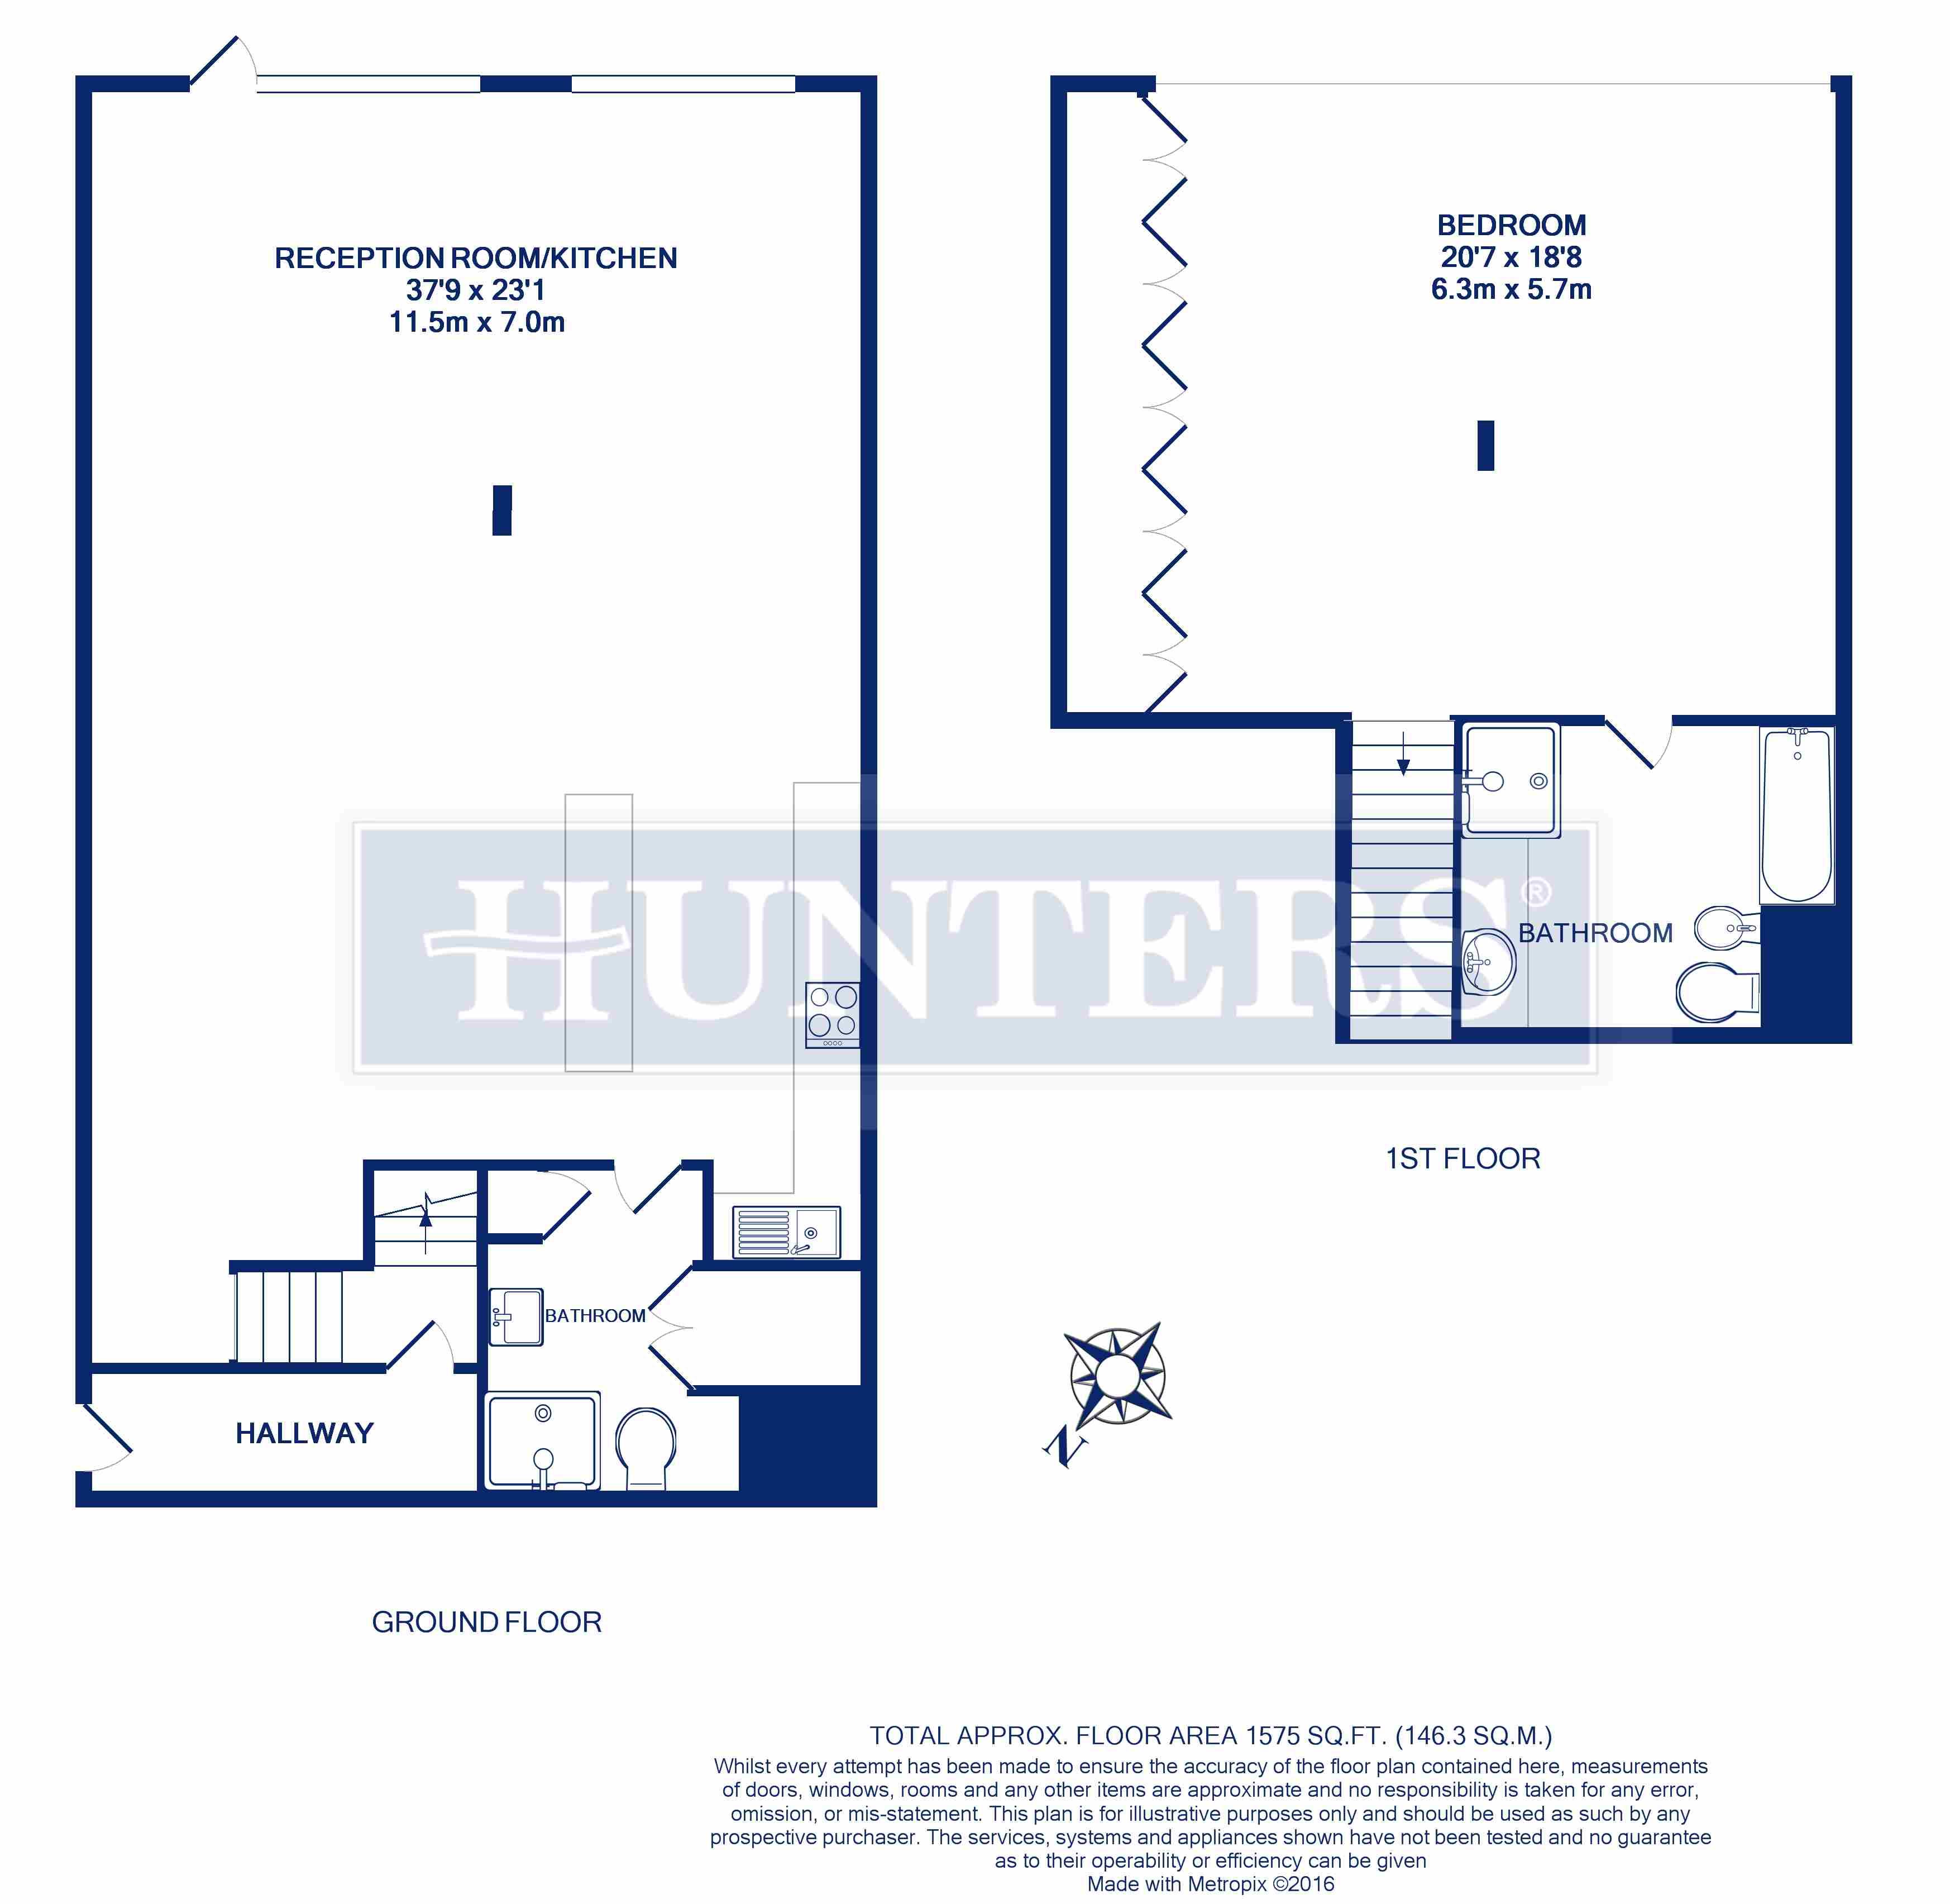 RECEPTION ROOM/KITCHEN
37'9 x 23'1
11.5m x 7.0m
BEDROOM
20'7 x 18'8
6.3m x 5.7m
HUNTERS®
BATHROOM
1ST FLOOR
BATHROOM
HALLWAY
N
GROUND FLOOR
TOTAL APPROX. FLOOR AREA 1575 SQ.FT. (146.3 SQ.M.)
Whilst every attempt has been made to ensure the accuracy of the floor plan contained here, measurements
of doors, windows, rooms and any other items are approximate and no responsibility is taken for any error,
omission, or mis-statement. This plan is for illustrative purposes only and should be used as such by any
prospective purchaser. The services, systems and appliances shown have not been tested and no guarantee
as to their operability or efficiency can be given
Made with Metropix ©2016